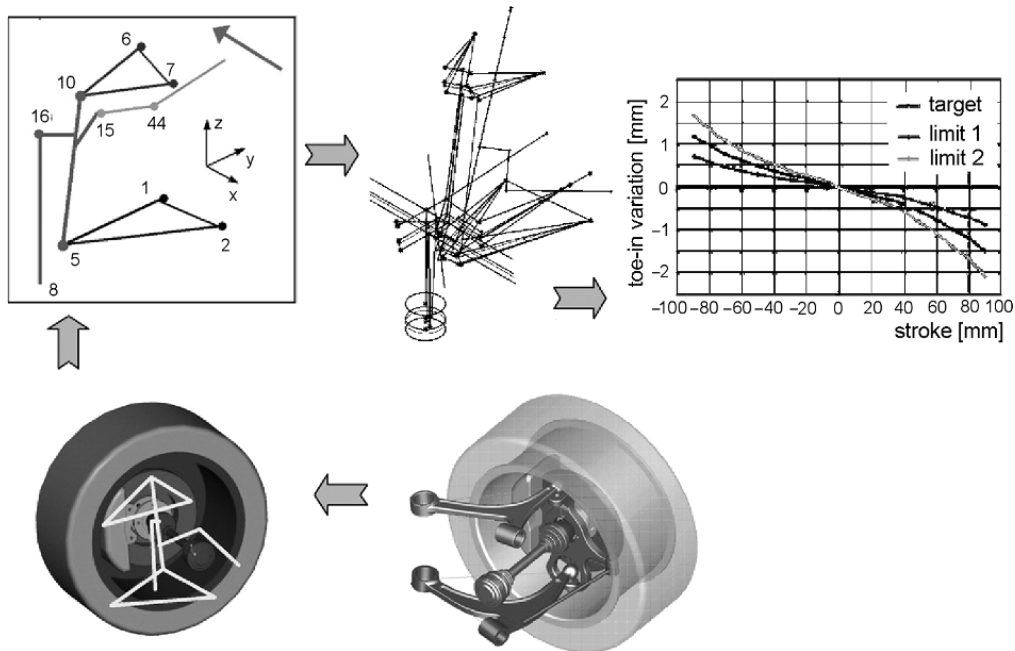 6
7
10
16
15
44
z
y
x
1
2
5
8
toe-in variation [mm]
2
1
0
−1
−2
target
limit 1
limit 2
−100 −80 −60 −40 −20 0 20 40 60 80 100
stroke [mm]